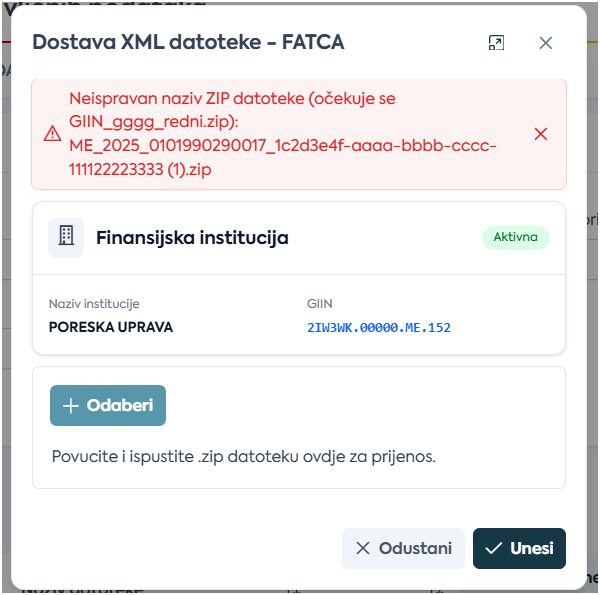 Dostava XML datoteke - FATCA
Neispravan naziv ZIP datoteke (očekuje se
GIIN_gggg_redni.zip):
ME_2025_0101990290017_1c2d3e4f-aaaa-bbbb-cccc-
111122223333 (1).zip
Finansijska institucija
Aktivna
Naziv institucije
GIIN
PORESKA UPRAVA
2IW3WK.00000.ME.152
Odaberi
Povucite i ispustite .zip datoteku ovdje za prijenos.
Odustani
Unesi